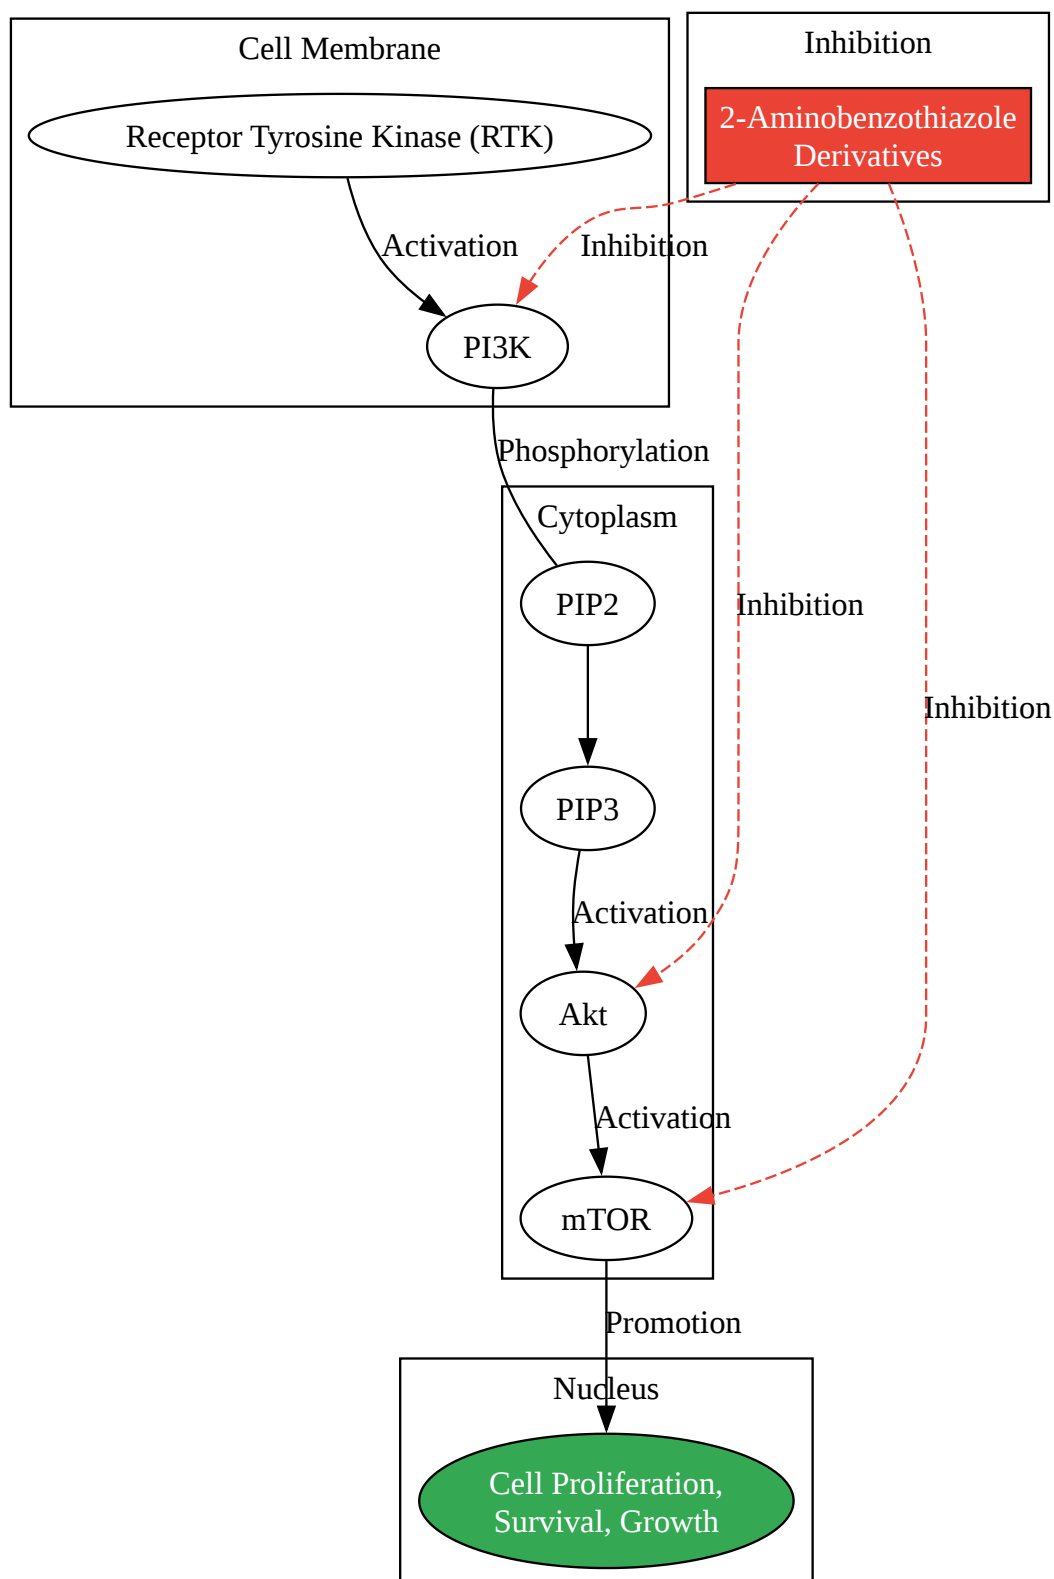 Cell Membrane
Inhibition
Receptor Tyrosine Kinase (RTK)
2-Aminobenzothiazole
Derivatives
Activation
Inhibition
PI3K
Phosphorylation
Cytoplasm
PIP2
Inhibition
Inhibition
PIP3
Activation
Akt
Activation
mTOR
Promotion
Nucleus
Cell Proliferation,
Survival, Growth